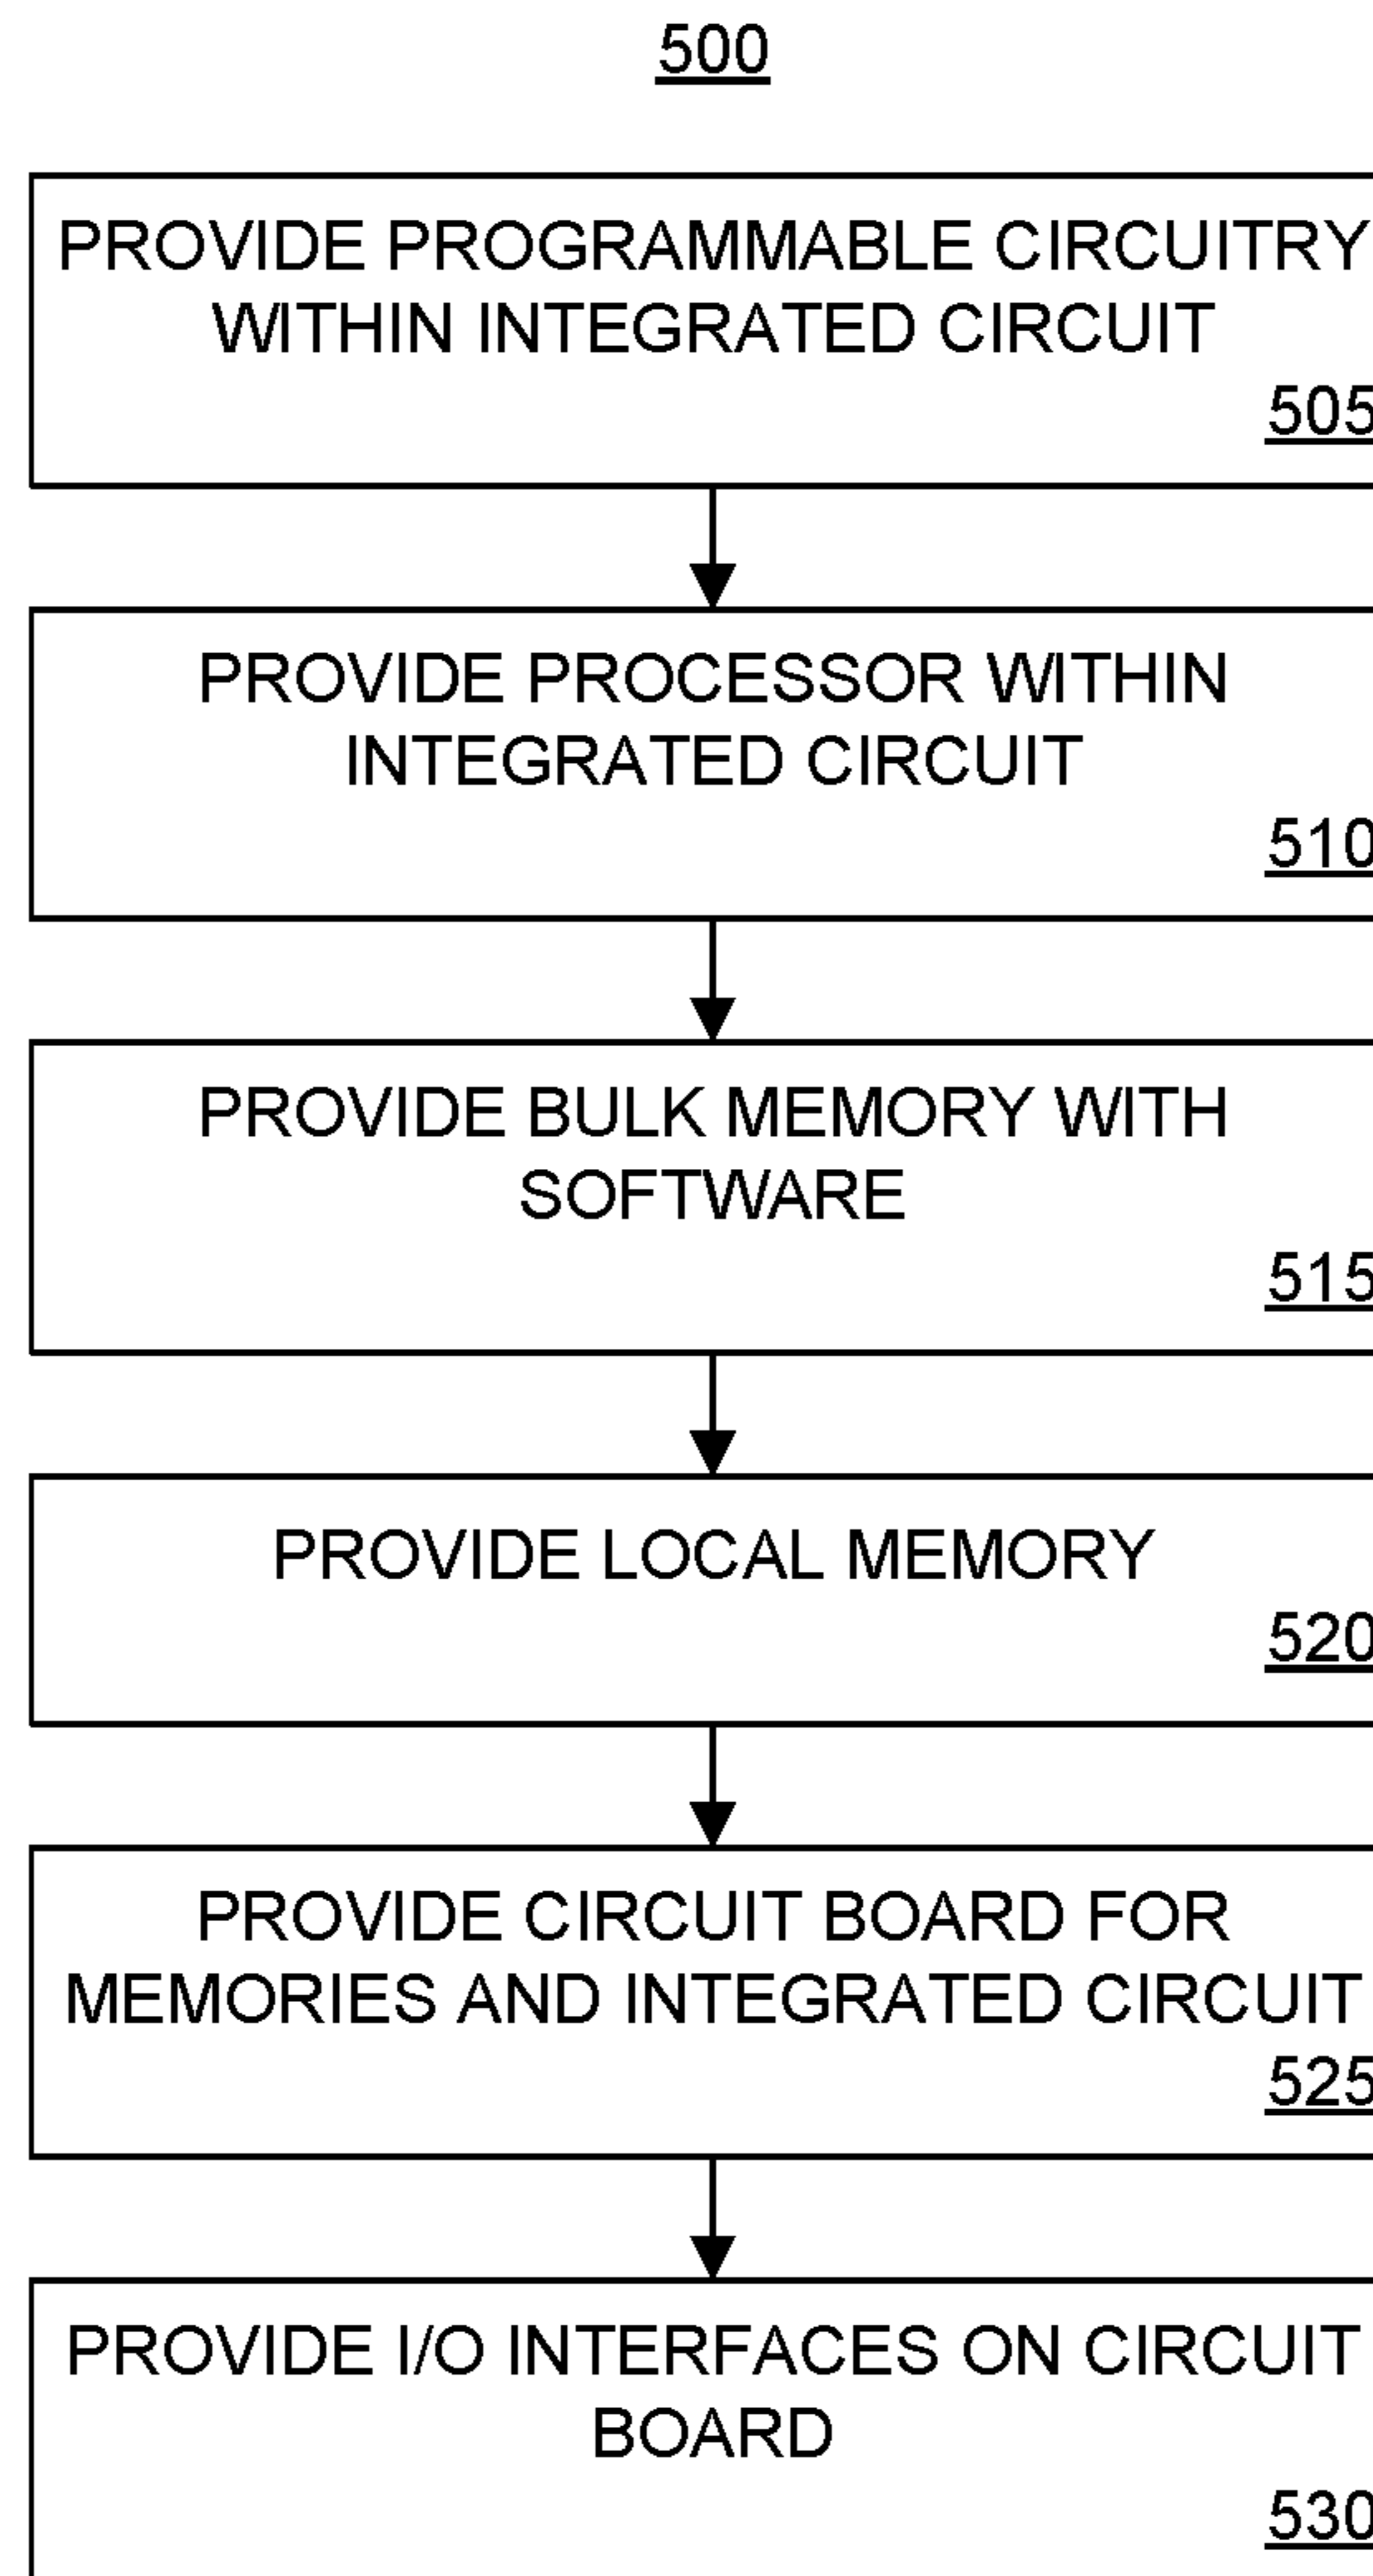 500
PROVIDE PROGRAMMABLE CIRCUITRY
WITHIN INTEGRATED CIRCUIT
505
PROVIDE PROCESSOR WITHIN
INTEGRATED CIRCUIT
510
PROVIDE BULK MEMORY WITH
SOFTWARE
515
PROVIDE LOCAL MEMORY
520
PROVIDE CIRCUIT BOARD FOR
MEMORIES AND INTEGRATED CIRCUIT
525
PROVIDE I/O INTERFACES ON CIRCUIT
BOARD
530